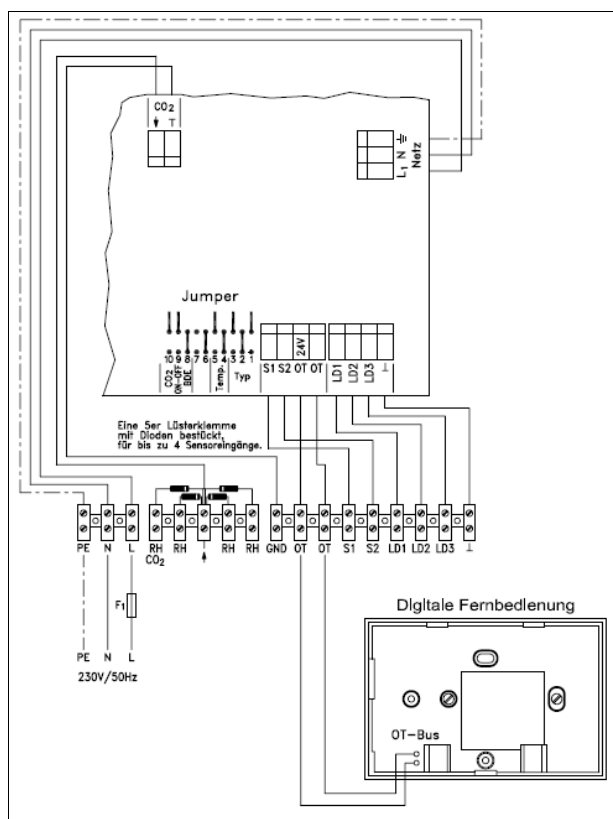 CO2
↓ T
L1 N ⏚
Netz
Jumper
10 9 8 7 6 5 4 3 2 1
CO2
ON-OFF
BDE
Temp.
Typ
S1 S2 OT OT
24V
LD1 LD2 LD3 ⊥
Eine 5er Lüsterklemme
mit Dioden bestückt,
für bis zu 4 Sensoreingänge.
PE N L RH RH ↑ RH RH GND OT OT S1 S2 LD1 LD2 LD3 ⊥
CO2
F1
PE N L
230V/50Hz
Digitale Fernbedienung
OT-Bus